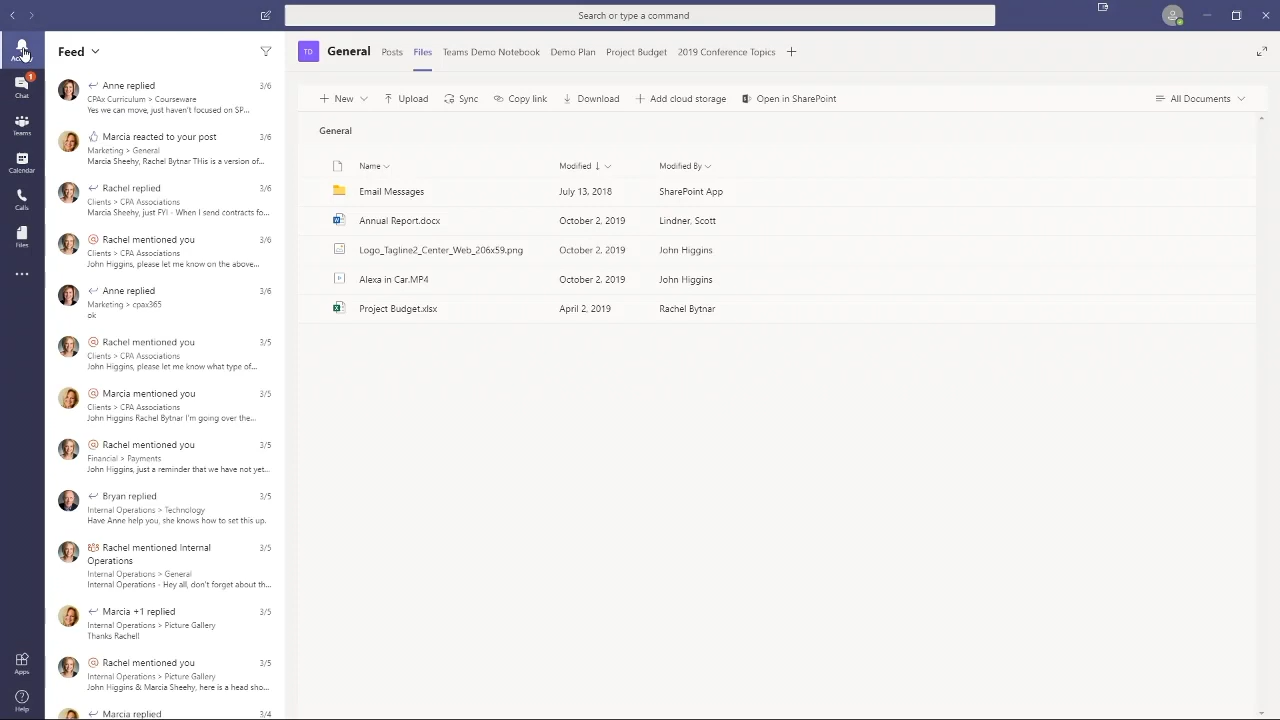 Search or type a command
Activity
1
Chat
Teams
Calendar
Calls
Files
Apps
Help
Feed
Anne replied 3/6
CPAx Curriculum > Courseware
Yes we can move, just haven't focused on SP...
Marcia reacted to your post 3/6
Marketing > General
Marcia Sheehy, Rachel Bytnar THis is a version of...
Rachel replied 3/6
Clients > CPA Associations
Marcia Sheehy, just FYI - When I send contracts fo...
Rachel mentioned you 3/6
Clients > CPA Associations
John Higgins, please let me know on the above...
Anne replied 3/6
Marketing > cpax365
ok
Rachel mentioned you 3/5
Clients > CPA Associations
John Higgins, please let me know what type of...
Marcia mentioned you 3/5
Clients > CPA Associations
John Higgins Rachel Bytnar I'm going over the...
Rachel mentioned you 3/5
Financial > Payments
John Higgins, just a reminder that we have not yet...
Bryan replied 3/5
Internal Operations > Technology
Have Anne help you, she knows how to set this up.
Rachel mentioned Internal 3/5
Operations
Internal Operations > General
Internal Operations - Hey all, don't forget about th...
Marcia +1 replied 3/5
Internal Operations > Picture Gallery
Thanks Rachel!
Rachel mentioned you 3/5
Internal Operations > Picture Gallery
John Higgins & Marcia Sheehy, here is a head sho...
Marcia replied 3/4
TD General Posts Files Teams Demo Notebook Demo Plan Project Budget 2019 Conference Topics
New Upload Sync Copy link Download Add cloud storage Open in SharePoint All Documents
General
Name Modified Modified By
Email Messages July 13, 2018 SharePoint App
Annual Report.docx October 2, 2019 Lindner, Scott
Logo_Tagline2_Center_Web_206x59.png October 2, 2019 John Higgins
Alexa in Car.MP4 October 2, 2019 John Higgins
Project Budget.xlsx April 2, 2019 Rachel Bytnar